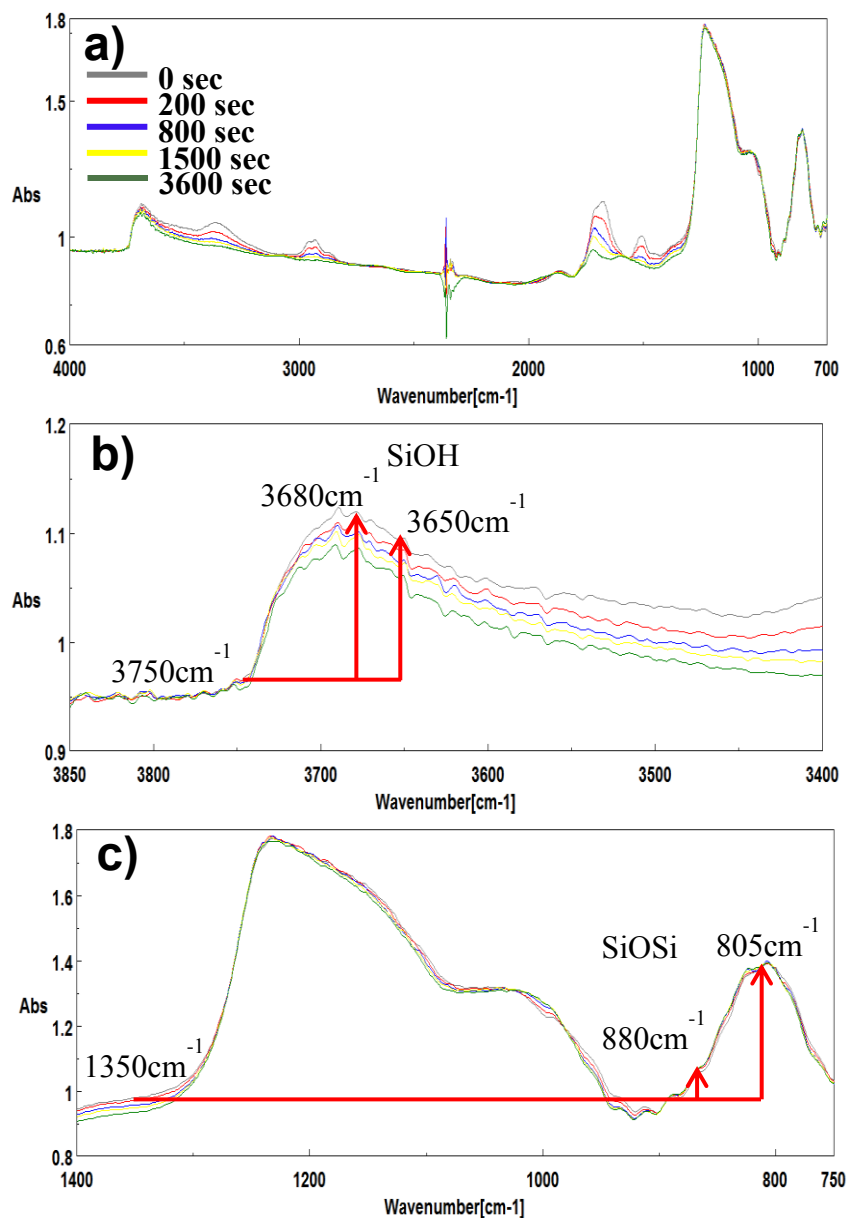 a)
0 sec
200 sec
800 sec
1500 sec
3600 sec
1.8
1.5
Abs
1
0.6
4000 3000 2000 1000 700
Wavenumber[cm-1]
b)
1.2
SiOH
3680cm-1
3650cm-1
1.1
Abs
1
3750cm-1
0.9
3850 3800 3700 3600 3500 3400
Wavenumber[cm-1]
c)
1.8
1.6
SiOSi
805cm-1
1.4
Abs
1.2
880cm-1
1350cm-1
1
0.8
1400 1200 1000 800 750
Wavenumber[cm-1]